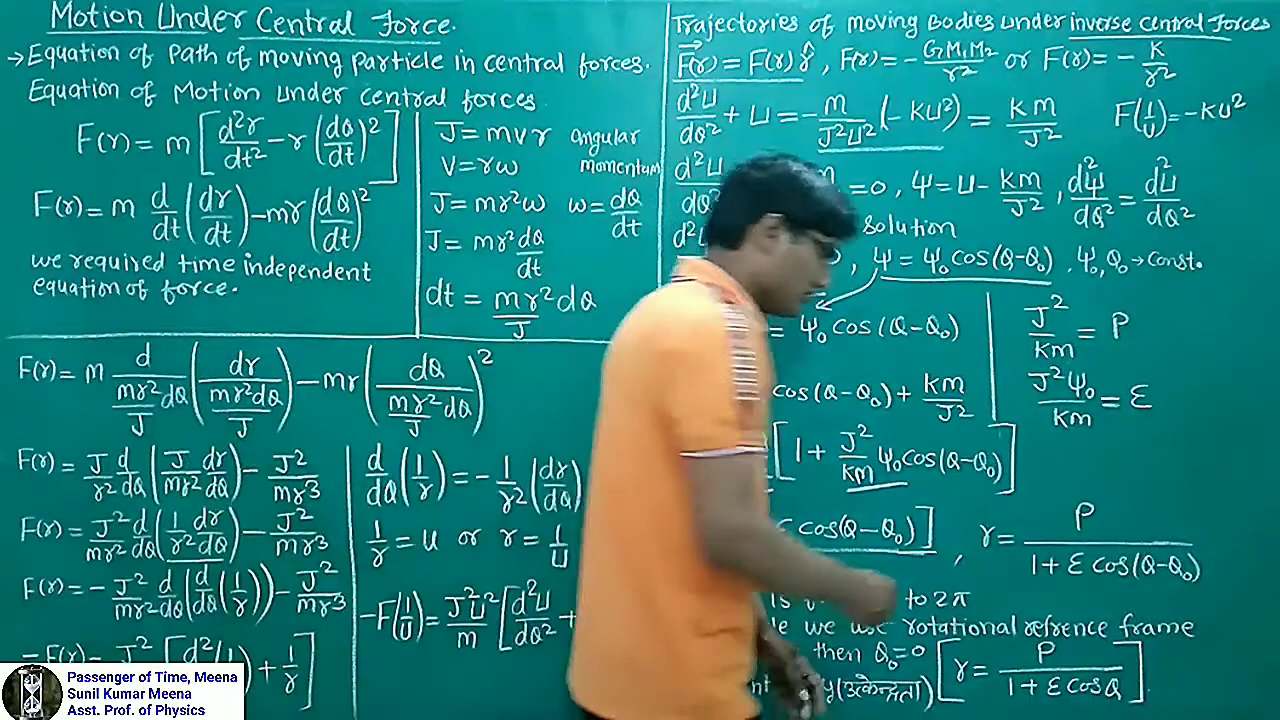 Motion Under Central Force.
→Equation of Path of moving particle in central forces.
Equation of Motion Under central forces.
F(r) = m [d²r/dt² − r (dθ/dt)²]
F(r) = m d/dt (dr/dt) − mr (dθ/dt)²
we required time independent
equation of force.
J = mvr angular
V = rω momentum
J = mr²ω ω = dθ/dt
J = mr² dθ/dt
dt = mr²dθ/J
F(r) = m d/(mr²dθ/J) (dr/(mr²dθ/J)) − mr (dθ/(mr²dθ/J))²
F(r) = J/r² d/dθ (J/mr² dr/dθ) − J²/mr³
F(r) = J²/mr² d/dθ (1/r² dr/dθ) − J²/mr³
F(r) = − J²/mr² d/dθ (d/dθ (1/r)) − J²/mr³
d/dθ (1/r) = − 1/r² (dr/dθ)
1/r = u or r = 1/u
−F(1/u) = J²u²/m [d²u/dθ² +
+ 1/r]
Trajectories of moving Bodies under inverse central Forces
F(r) = F(r) r̂, F(r) = − G M₁M₂/r² or F(r) = − K/r²
d²u/dθ² + u = − m/J²u² (−Ku²) = Km/J² F(1/u) = −Ku²
d²u =0, Ψ = u − Km/J², d²Ψ/dθ² = d²u/dθ²
solution
, Ψ = Ψ₀ cos(θ−θ₀), Ψ₀, θ₀ → const.
= Ψ₀ cos(θ−θ₀)
cos(θ−θ₀) + Km/J²
[1 + J²/Km Ψ₀ cos(θ−θ₀)]
J²/Km = P
J²Ψ₀/Km = ε
cos(θ−θ₀)] , r = P/(1+ε cos(θ−θ₀))
to 2π
we use rotational refrence frame
then θ₀=0 [r = P/(1+ε cosθ)]
(उत्केन्द्रता)
Passenger of Time, Meena
Sunil Kumar Meena
Asst. Prof. of Physics